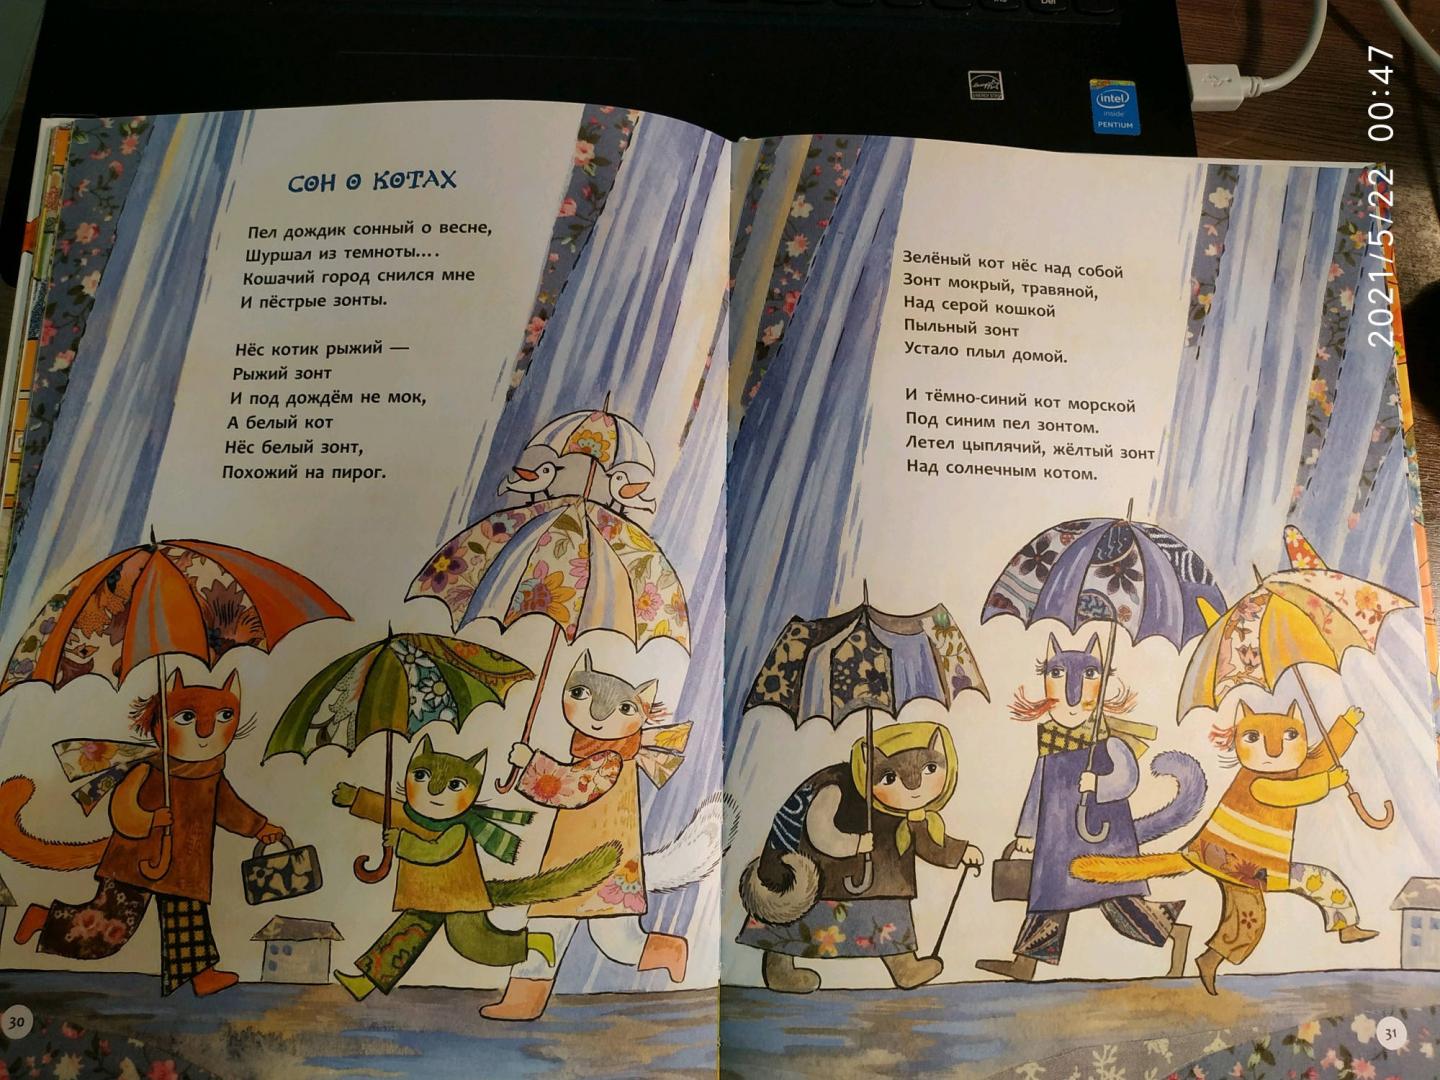 СОН О КОТАХ
Пел дождик сонный о весне,
Шуршал из темноты....
Кошачий город снился мне
И пёстрые зонты.
Нёс котик рыжий —
Рыжий зонт
И под дождём не мок,
А белый кот
Нёс белый зонт,
Похожий на пирог.
30
Зелёный кот нёс над собой
Зонт мокрый, травяной,
Над серой кошкой
Пыльный зонт
Устало плыл домой.
И тёмно-синий кот морской
Под синим пел зонтом.
Летел цыплячий, жёлтый зонт
Над солнечным котом.
31
intel
inside
PENTIUM
Del
2021/5/22 00:47